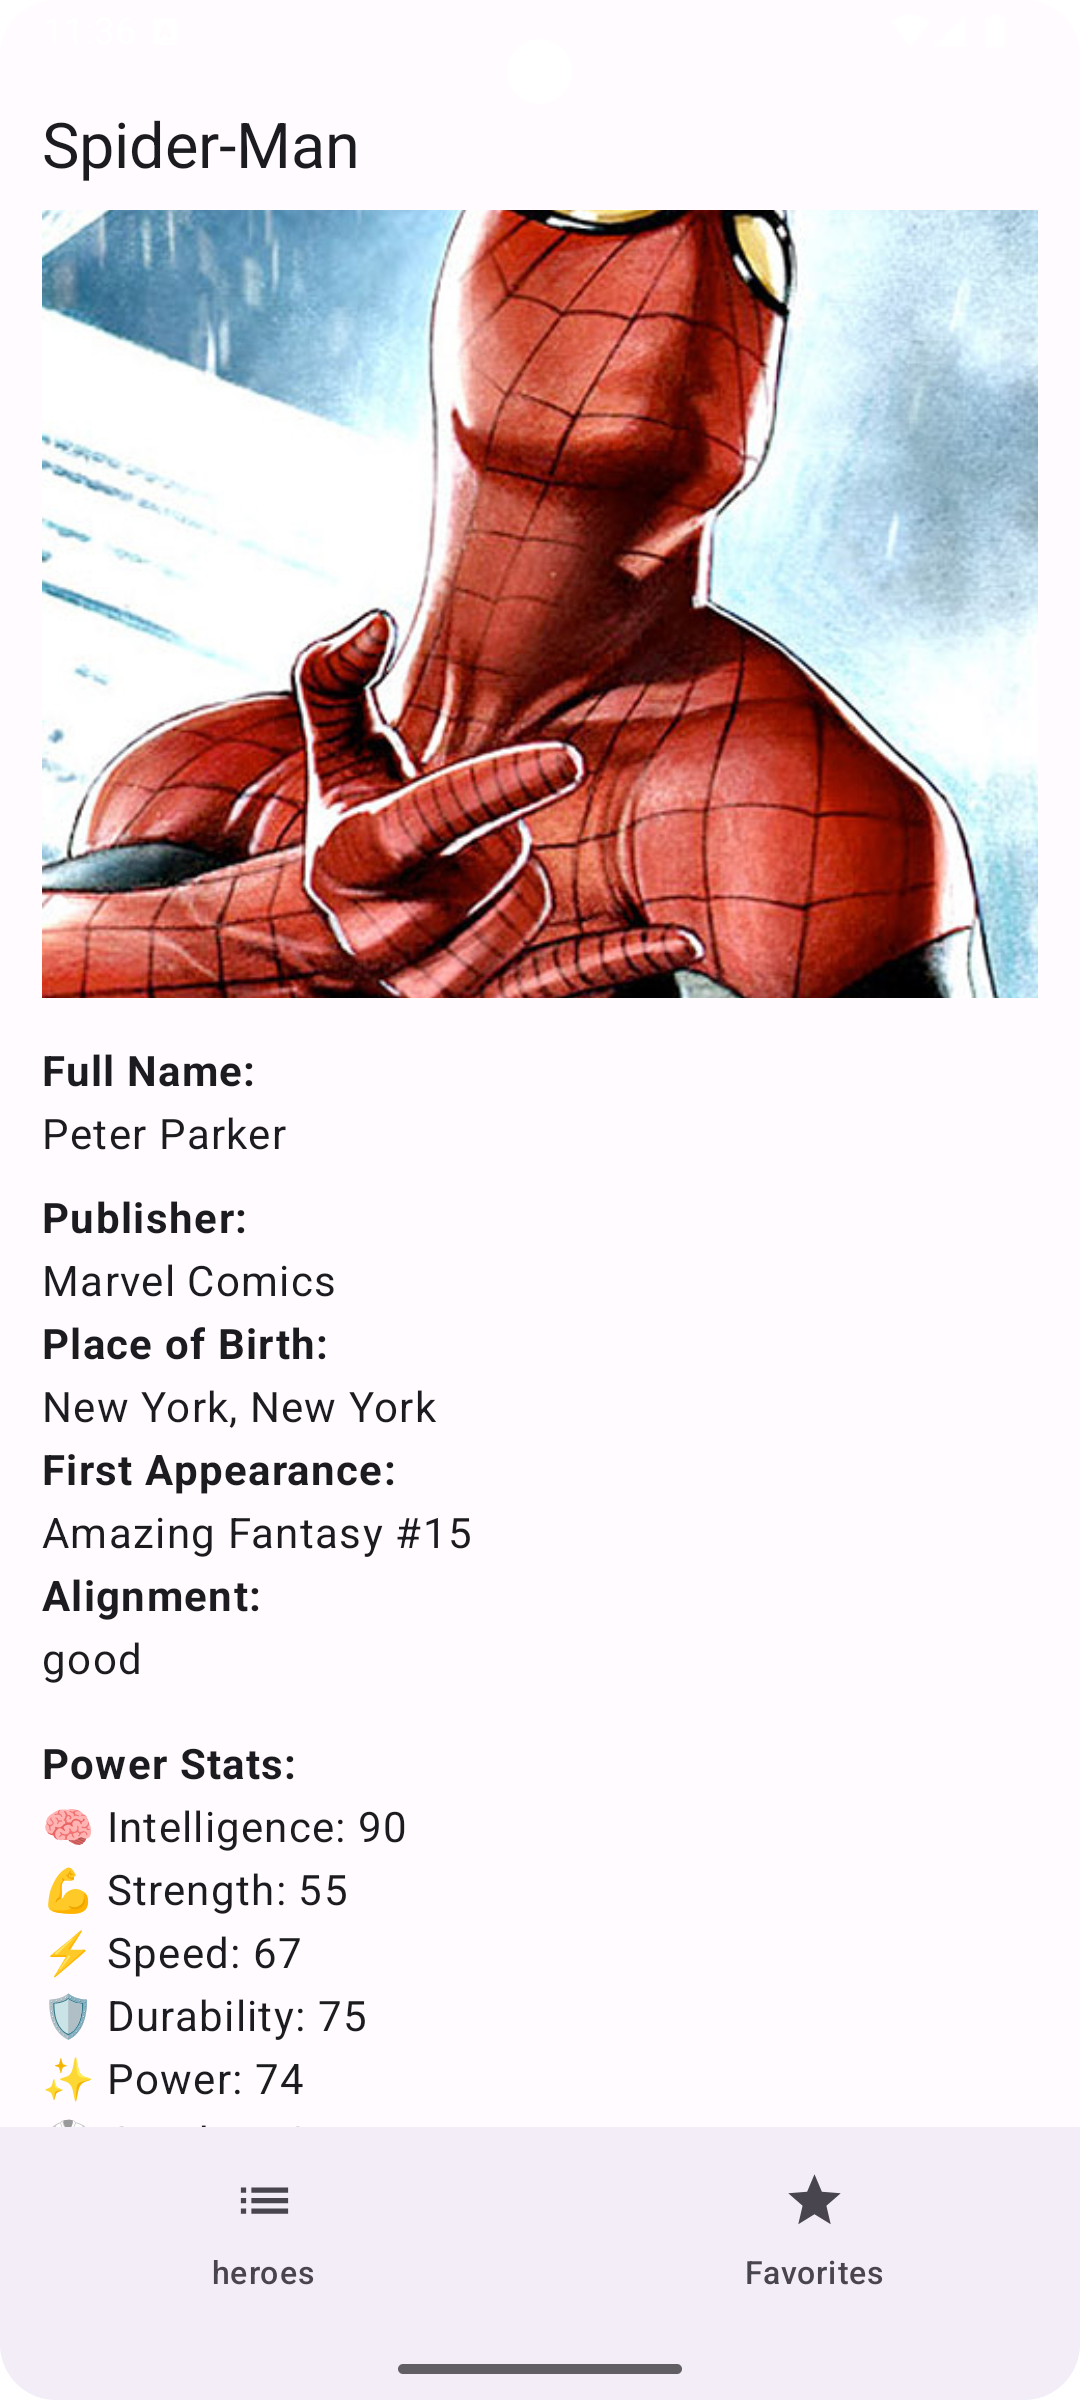 Spider-Man
Full Name:
Peter Parker
Publisher:
Marvel Comics
Place of Birth:
New York, New York
First Appearance:
Amazing Fantasy #15
Alignment:
good
Power Stats:
🧠 Intelligence: 90
💪 Strength: 55
⚡ Speed: 67
🛡️ Durability: 75
✨ Power: 74
heroes
Favorites